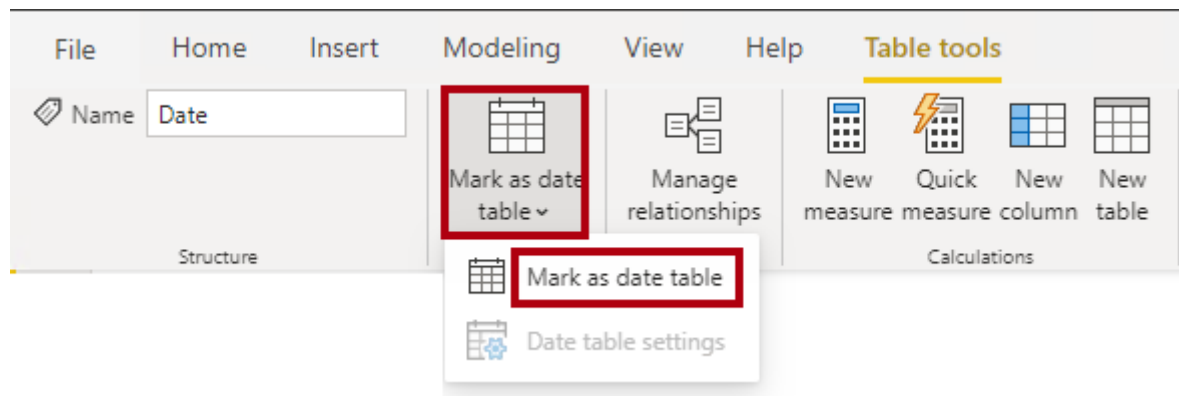 File Home Insert Modeling View Help Table tools
Name Date
Mark as date
table
Manage
relationships
New
measure
Quick
measure
New
column
New
table
Structure
Calculations
Mark as date table
Date table settings